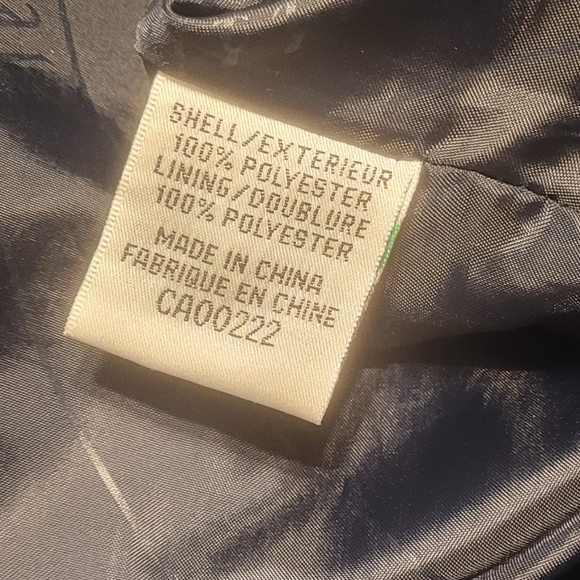 SHELL/EXTERIEUR
100% POLYESTER
LINING/DOUBLURE
100% POLYESTER
MADE IN CHINA
FABRIQUE EN CHINE
CA00222